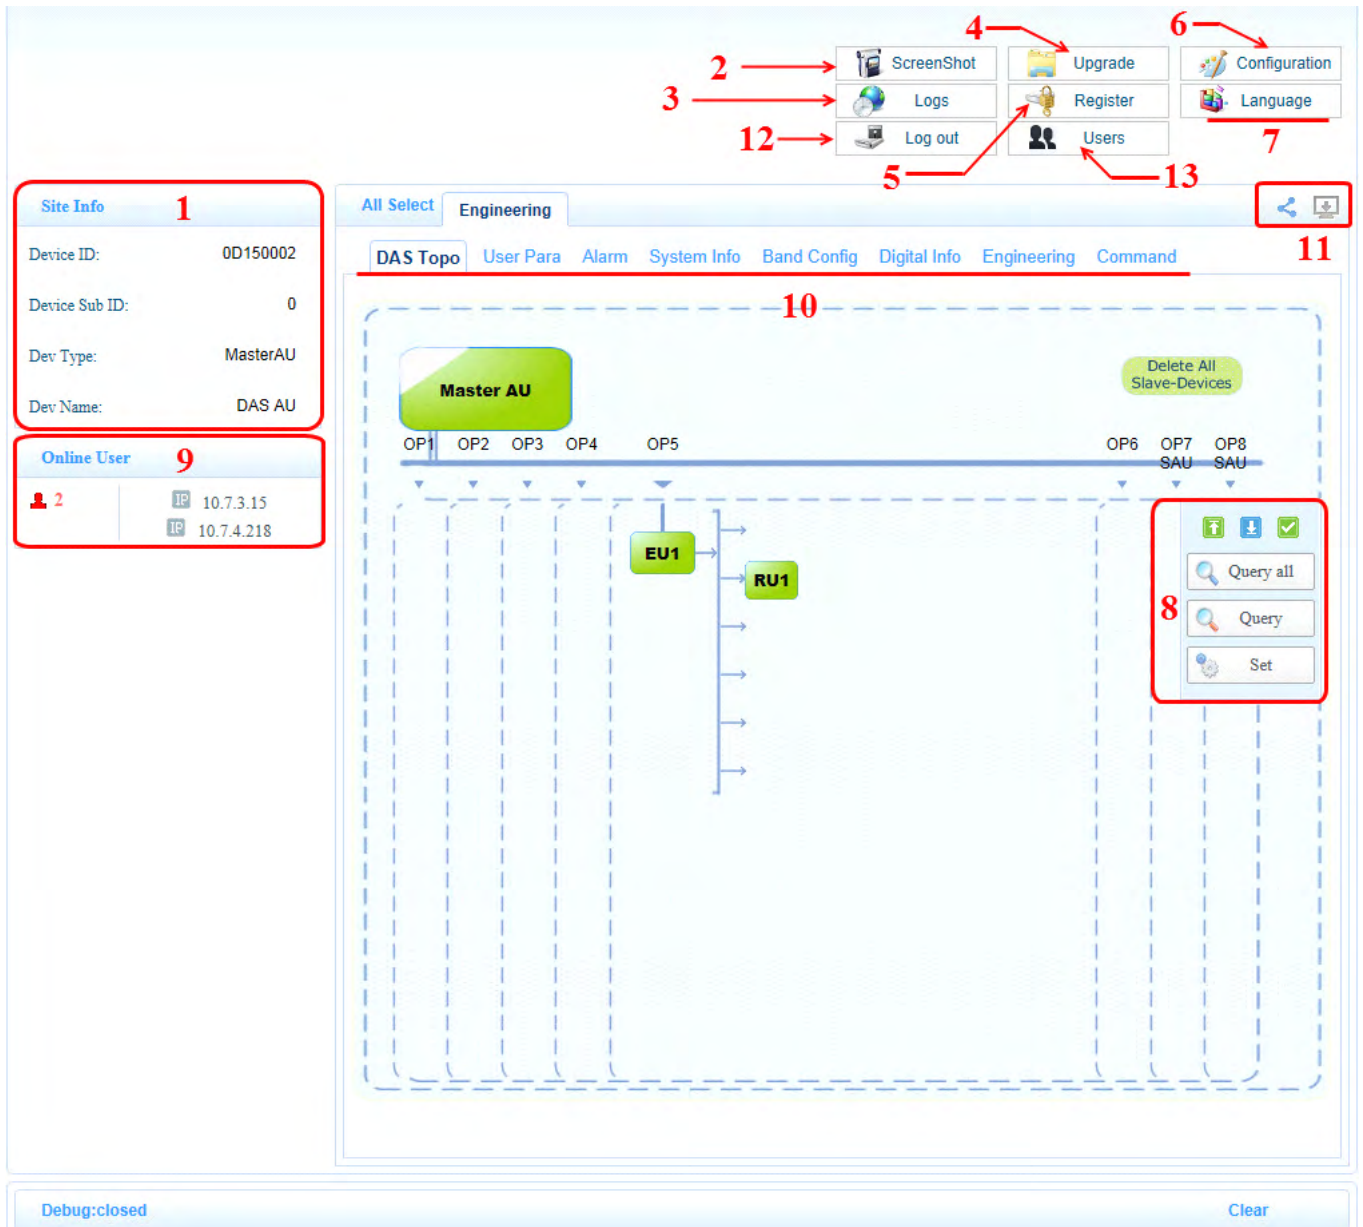 4
6
2
ScreenShot
Upgrade
Configuration
3
Logs
Register
Language
12
Log out
Users
7
5
13
Site Info
1
Device ID: 0D150002
Device Sub ID: 0
Dev Type: MasterAU
Dev Name: DAS AU
Online User
9
2
IP 10.7.3.15
IP 10.7.4.218
All Select
Engineering
11
DAS Topo
User Para
Alarm
System Info
Band Config
Digital Info
Engineering
Command
10
Master AU
Delete All
Slave-Devices
OP1
OP2
OP3
OP4
OP5
OP6
OP7
SAU
OP8
SAU
EU1
RU1
8
Query all
Query
Set
Debug:closed
Clear